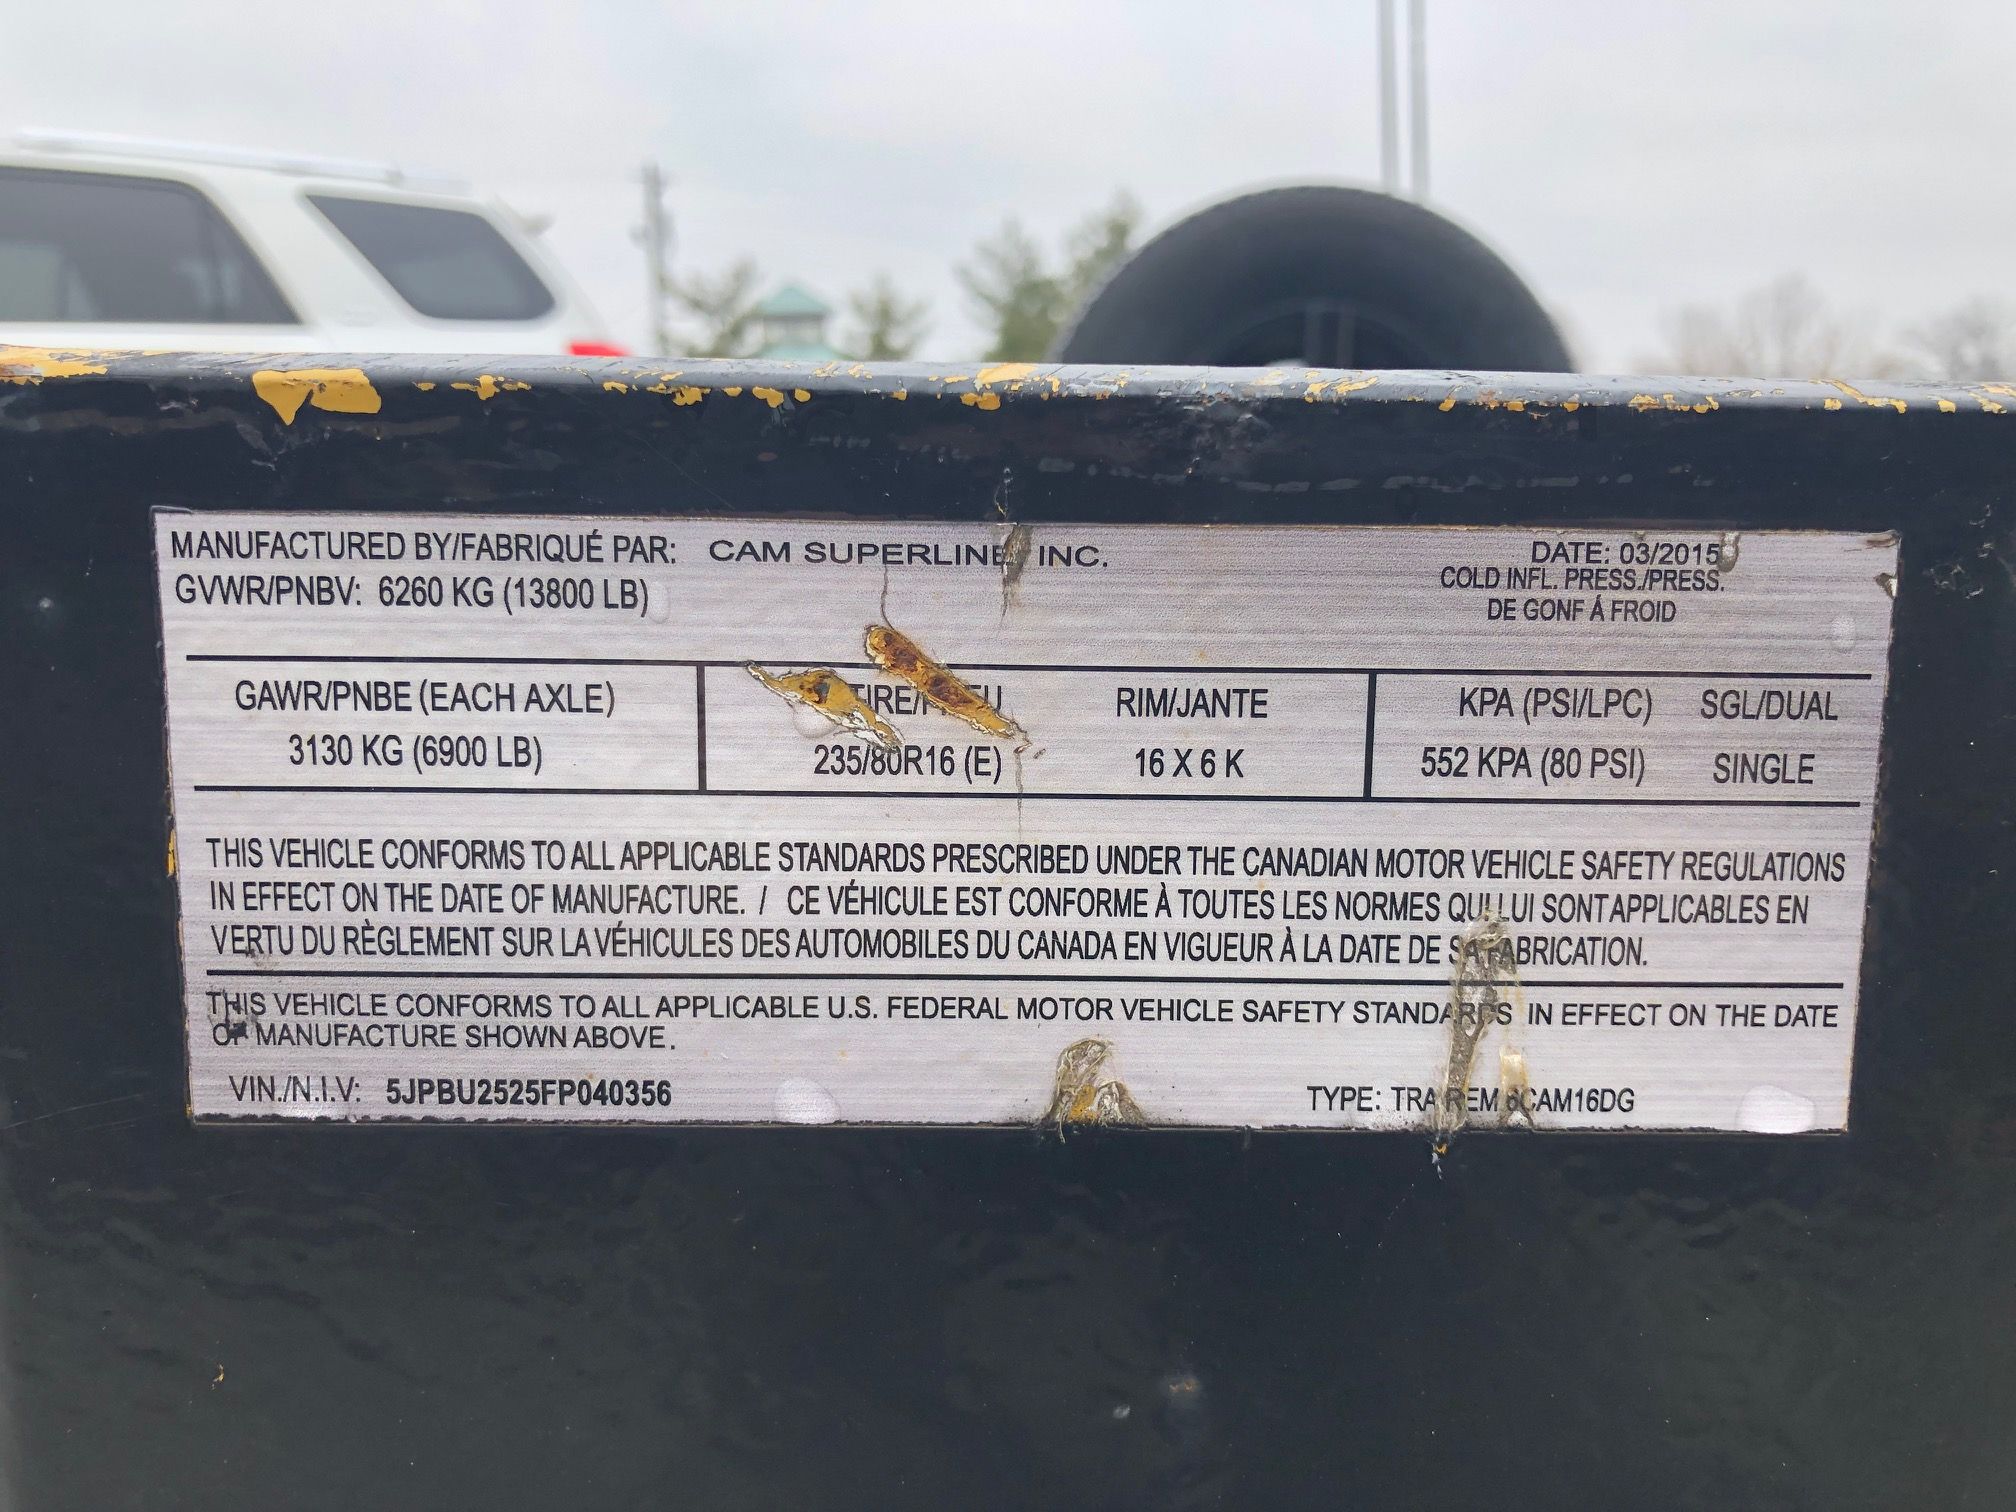 MANUFACTURED BY/FABRIQUÉ PAR: CAM SUPERLINE INC. DATE: 03/2015
GVWR/PNBV: 6260 KG (13800 LB) COLD INFL. PRESS./PRESS.
DE GONF Á FROID
GAWR/PNBE (EACH AXLE) RIM/JANTE KPA (PSI/LPC) SGL/DUAL
3130 KG (6900 LB) 235/80R16 (E) 16 X 6 K 552 KPA (80 PSI) SINGLE
THIS VEHICLE CONFORMS TO ALL APPLICABLE STANDARDS PRESCRIBED UNDER THE CANADIAN MOTOR VEHICLE SAFETY REGULATIONS
IN EFFECT ON THE DATE OF MANUFACTURE. / CE VÉHICULE EST CONFORME À TOUTES LES NORMES QUI LUI SONT APPLICABLES EN
VERTU DU RÈGLEMENT SUR LA VÉHICULES DES AUTOMOBILES DU CANADA EN VIGUEUR À LA DATE DE SA FABRICATION.
THIS VEHICLE CONFORMS TO ALL APPLICABLE U.S. FEDERAL MOTOR VEHICLE SAFETY STANDARDS IN EFFECT ON THE DATE
OF MANUFACTURE SHOWN ABOVE.
VIN./N.I.V: 5JPBU2525FP040356 TYPE: